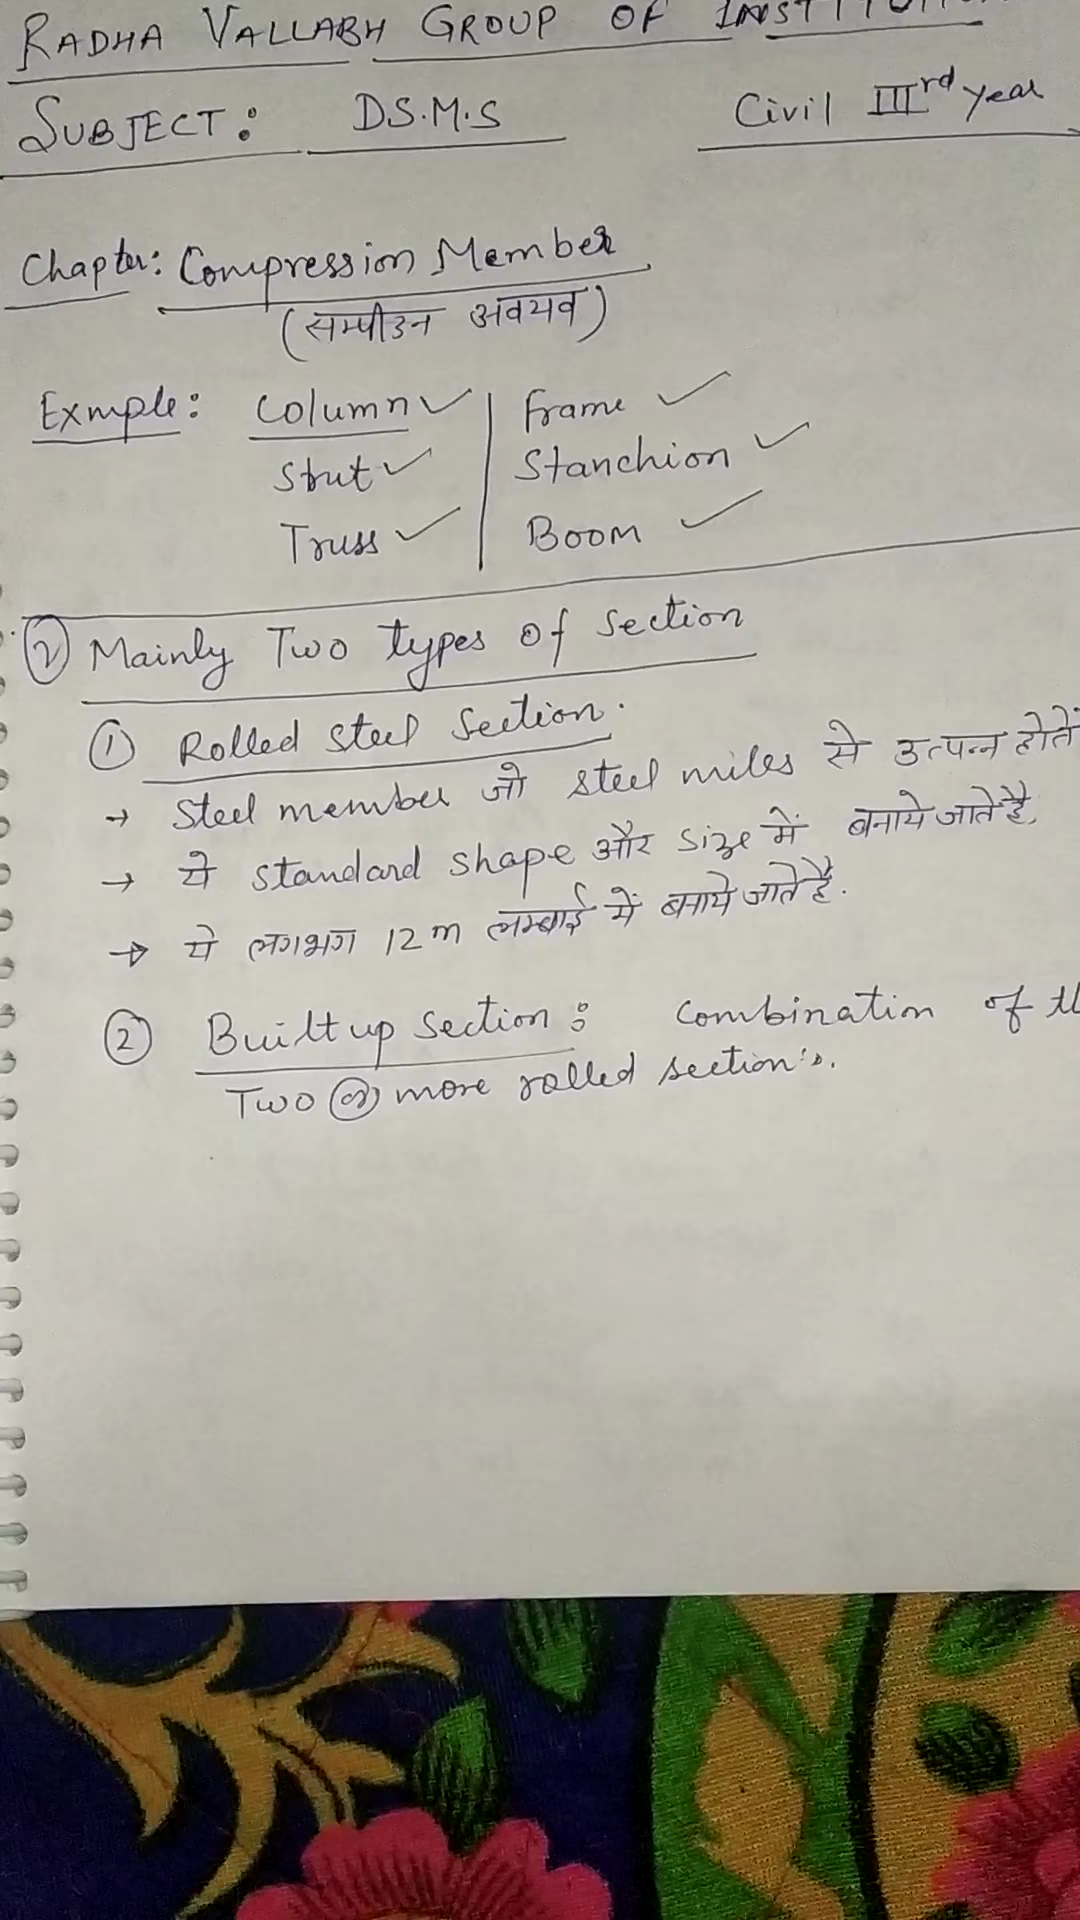 RADHA VALLABH GROUP OF
SUBJECT: D.S.M.S Civil IIIrd year
Chapter: Compression Member
(सम्पीडन अवयव)
Exmple: Column ✓ | Frame ✓
Strut ✓ | Stanchion ✓
Truss ✓ | Boom ✓
② Mainly Two types of section
① Rolled steel Section.
→ Steel member जो steel miles से उत्पन्न होते
→ ये standard shape और size में बनाये जाते है.
→ ये लगभग 12m लम्बाई में बनाये जाते है.
② Built up section: Combination of
Two (or) more rolled section's.